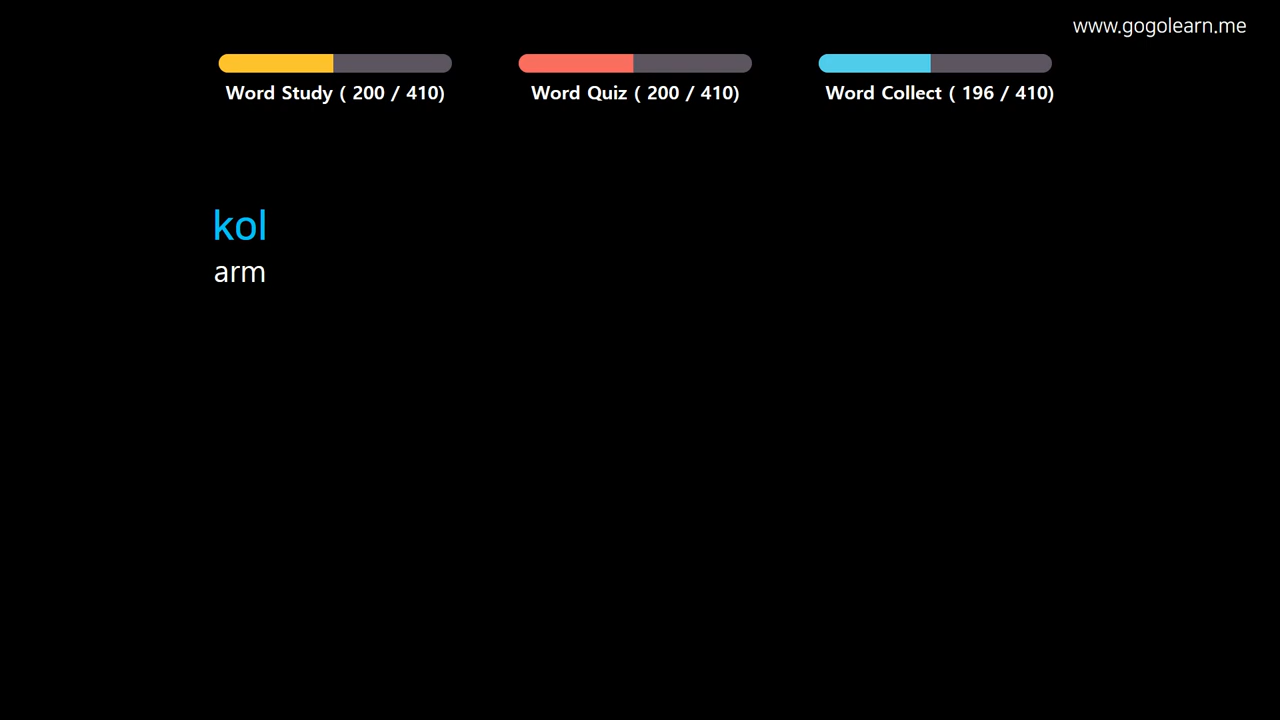 www.gogolearn.me
Word Study ( 200 / 410)
Word Quiz ( 200 / 410)
Word Collect ( 196 / 410)
kol
arm